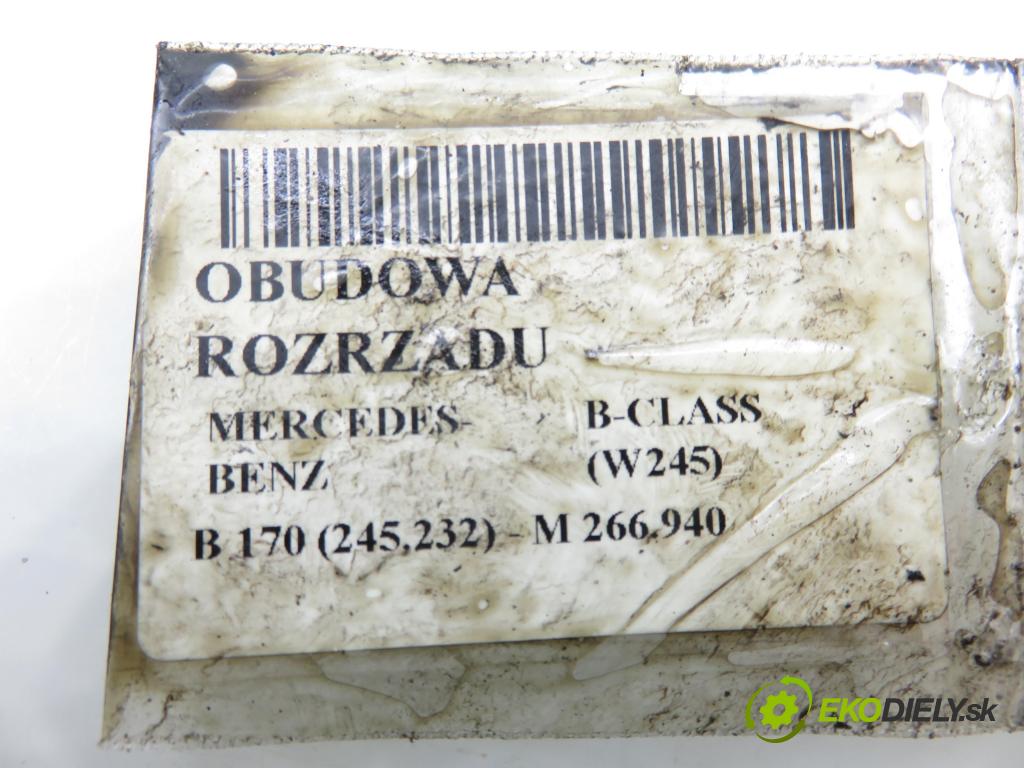 OBUDOWA
ROZRZADU
MERCEDES- B-CLASS
BENZ (W245)
B 170 (245.232) - M 266.940
EKODIELY.sk